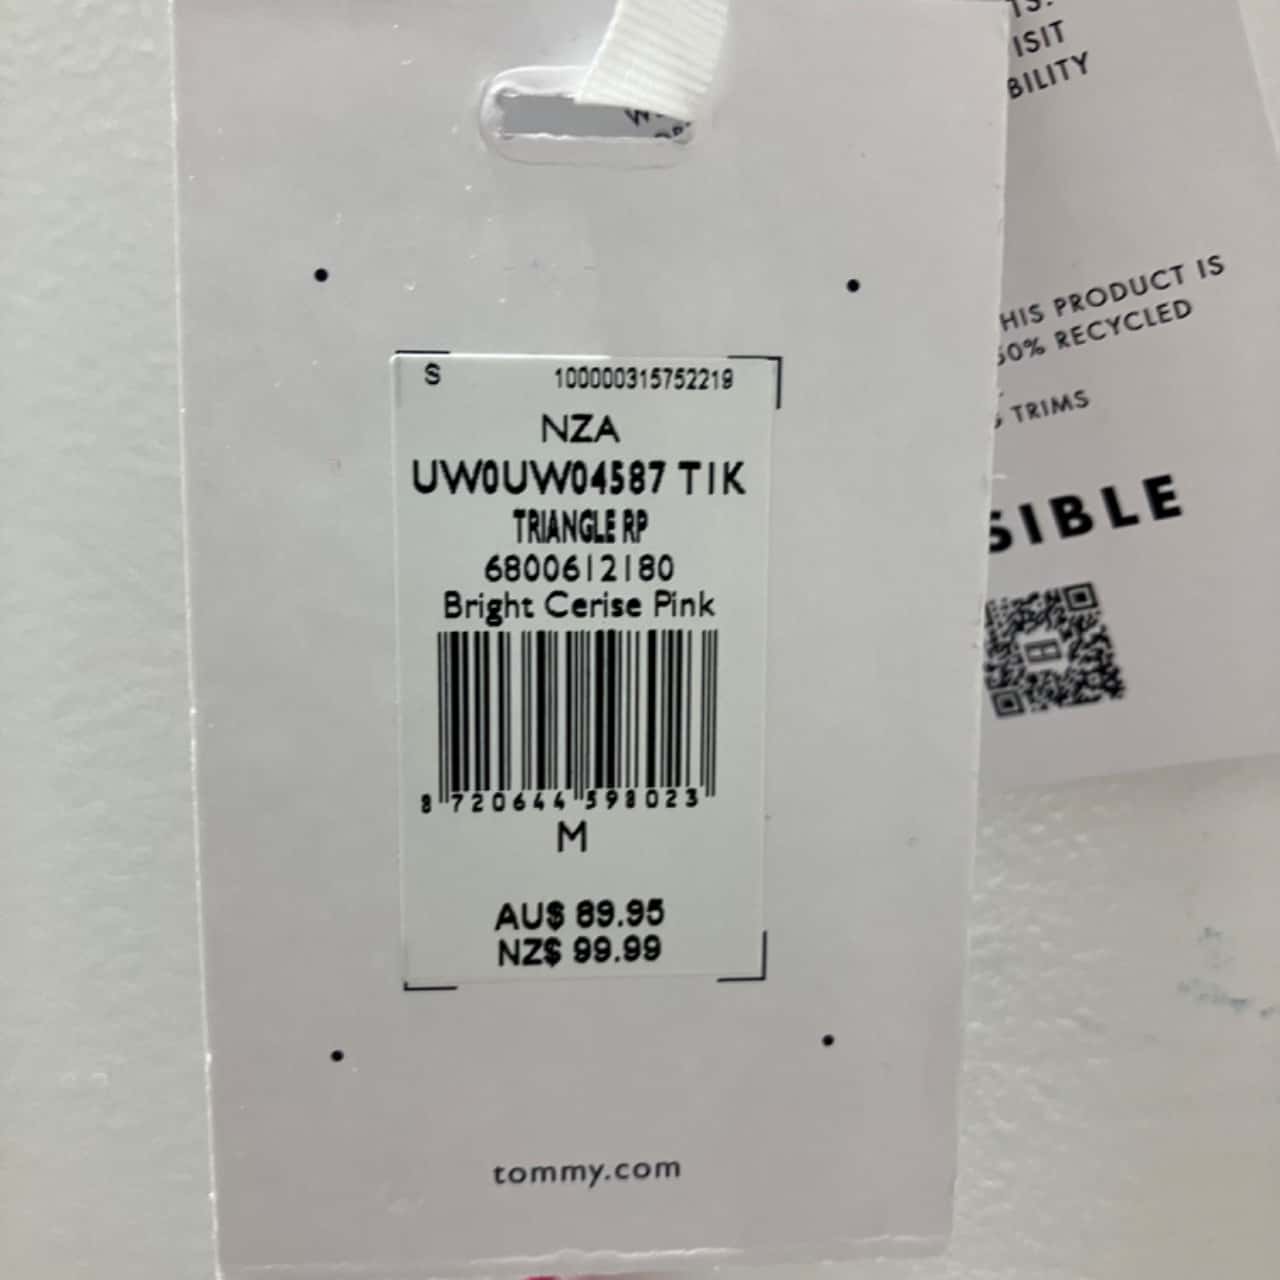 S 100000315752219
NZA
UW0UW04587 TIK
TRIANGLE RP
6800612180
Bright Cerise Pink
8 720644 598023
M
AU$ 89.95
NZ$ 99.99
tommy.com
ISIT
BILITY
HIS PRODUCT IS
50% RECYCLED
TRIMS
SIBLE